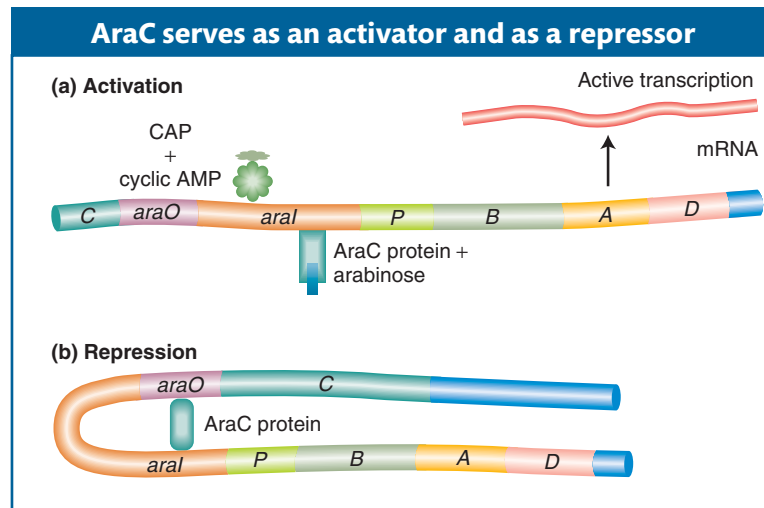 AraC serves as an activator and as a repressor
(a) Activation
Active transcription
CAP
+
cyclic AMP
mRNA
C araO araI P B A D
AraC protein +
arabinose
(b) Repression
araO C
AraC protein
araI P B A D